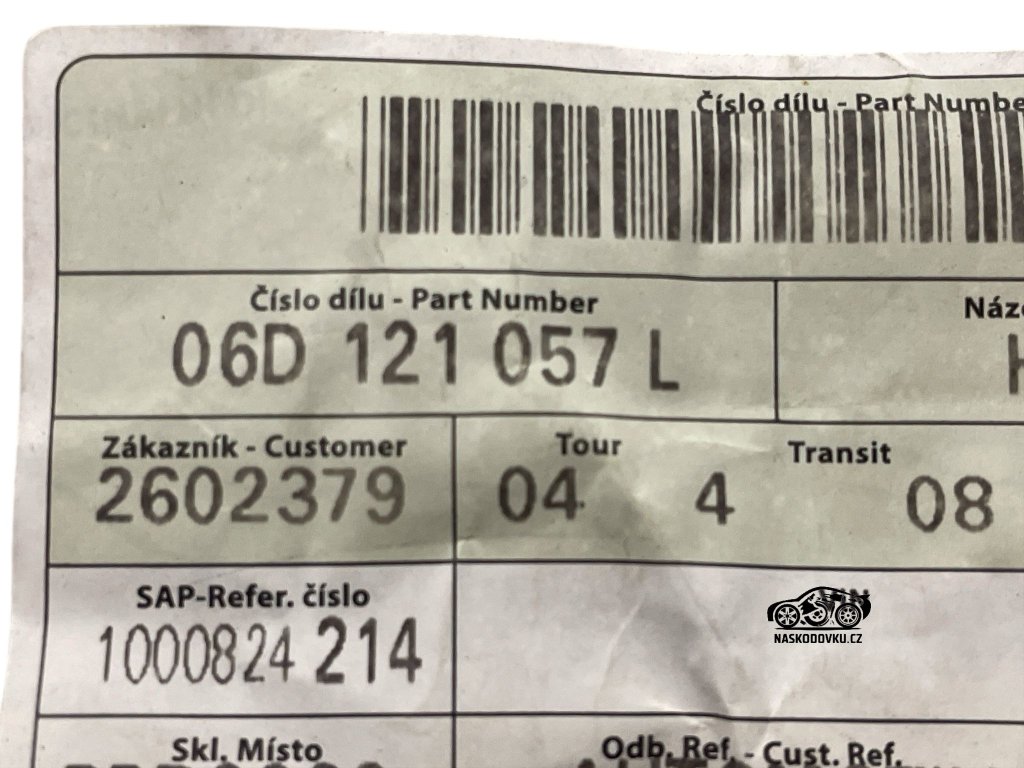 Číslo dílu - Part Numbe
Číslo dílu - Part Number
06D 121 057 L
Zákazník - Customer
2602379
Tour
04 4
Transit
08
SAP-Refer. číslo
1000824 214
NASKODOVKU.CZ
Skl. Místo
Odb. Ref. - Cust. Ref.